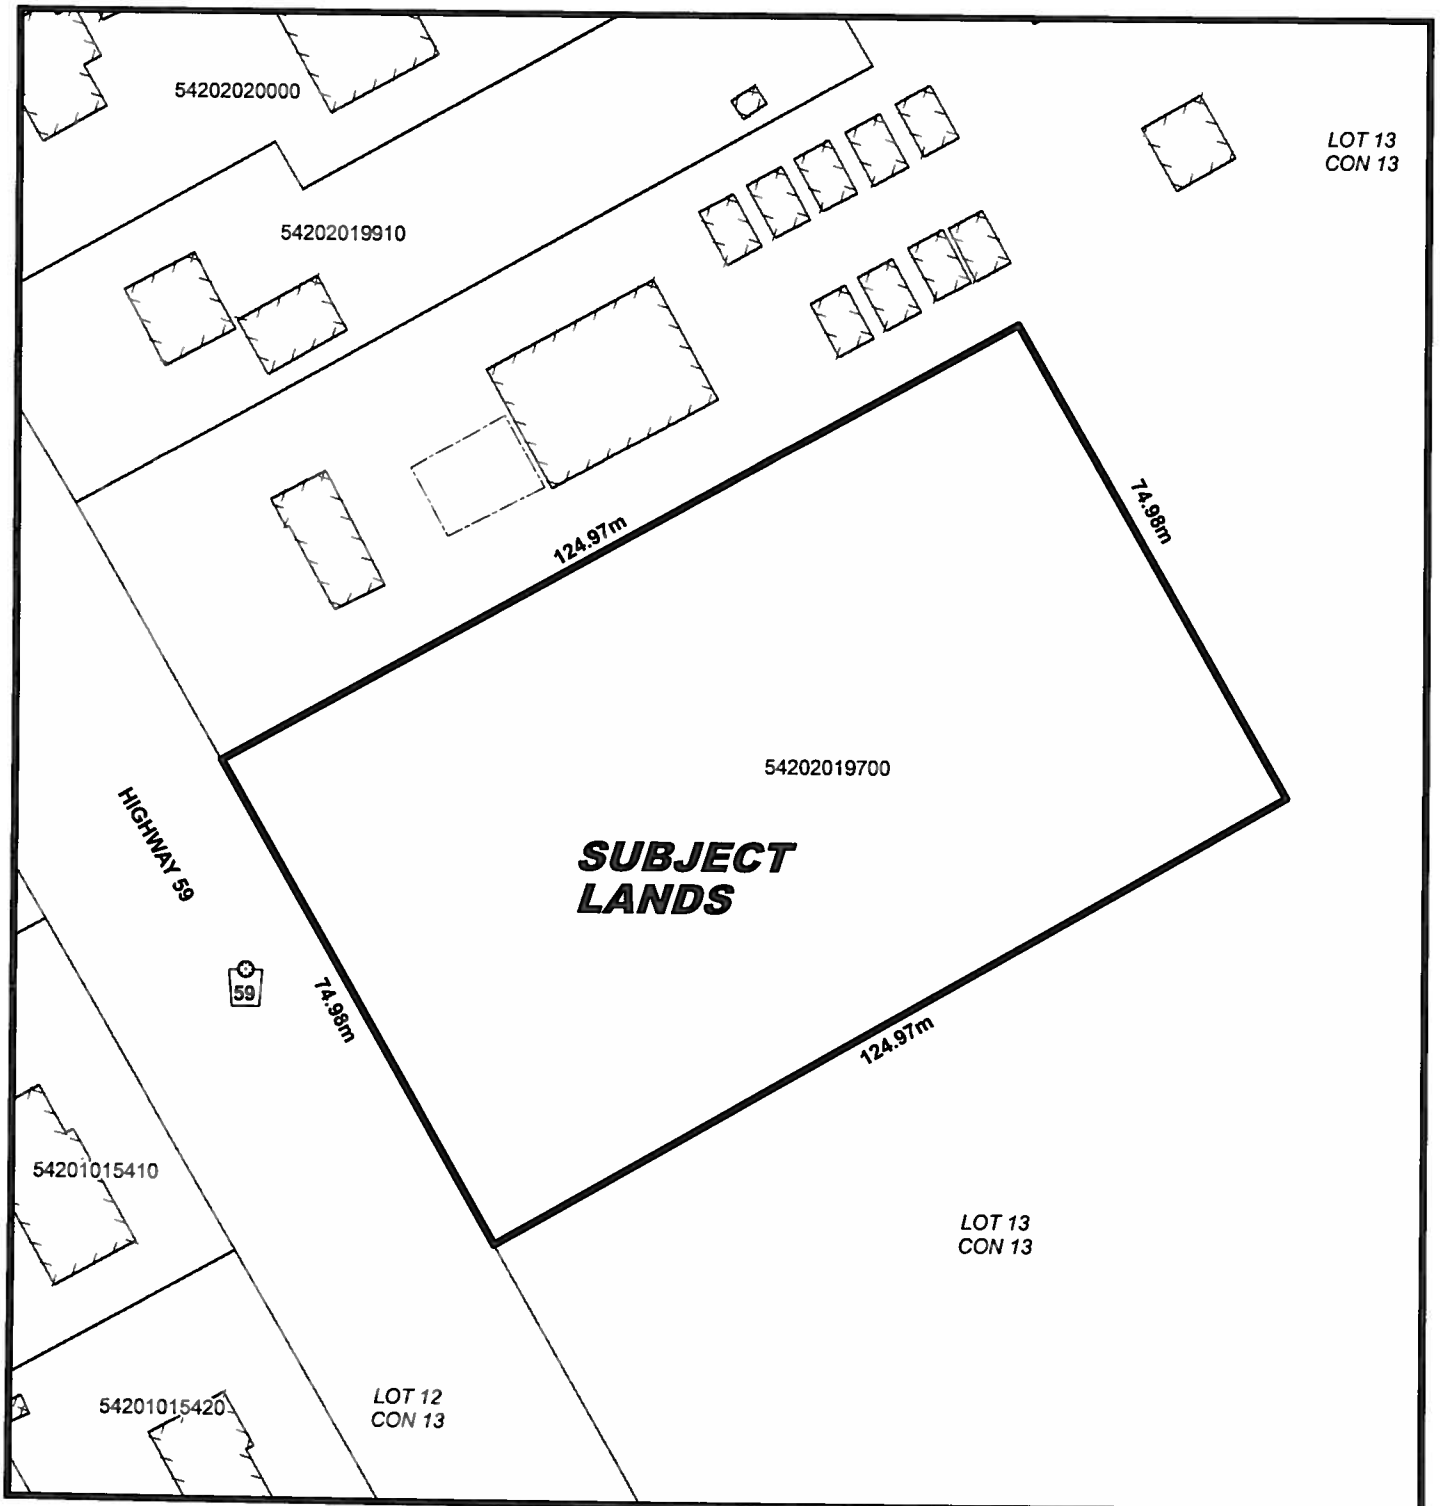 54202020000
LOT 13
CON 13
54202019910
124.97m
74.98m
54202019700
HIGHWAY 59
SUBJECT
LANDS
59
74.98m
124.97m
54201015410
LOT 13
CON 13
54201015420
LOT 12
CON 13